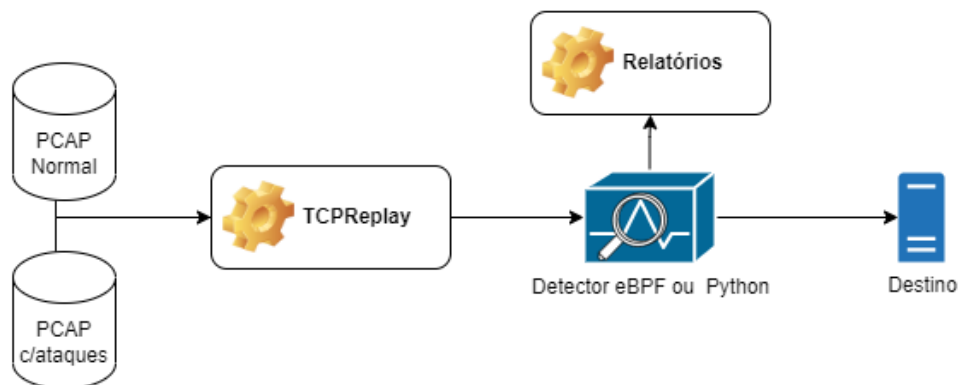 PCAP
Normal
PCAP
c/ataques
TCPReplay
Relatórios
Detector eBPF ou Python
Destino